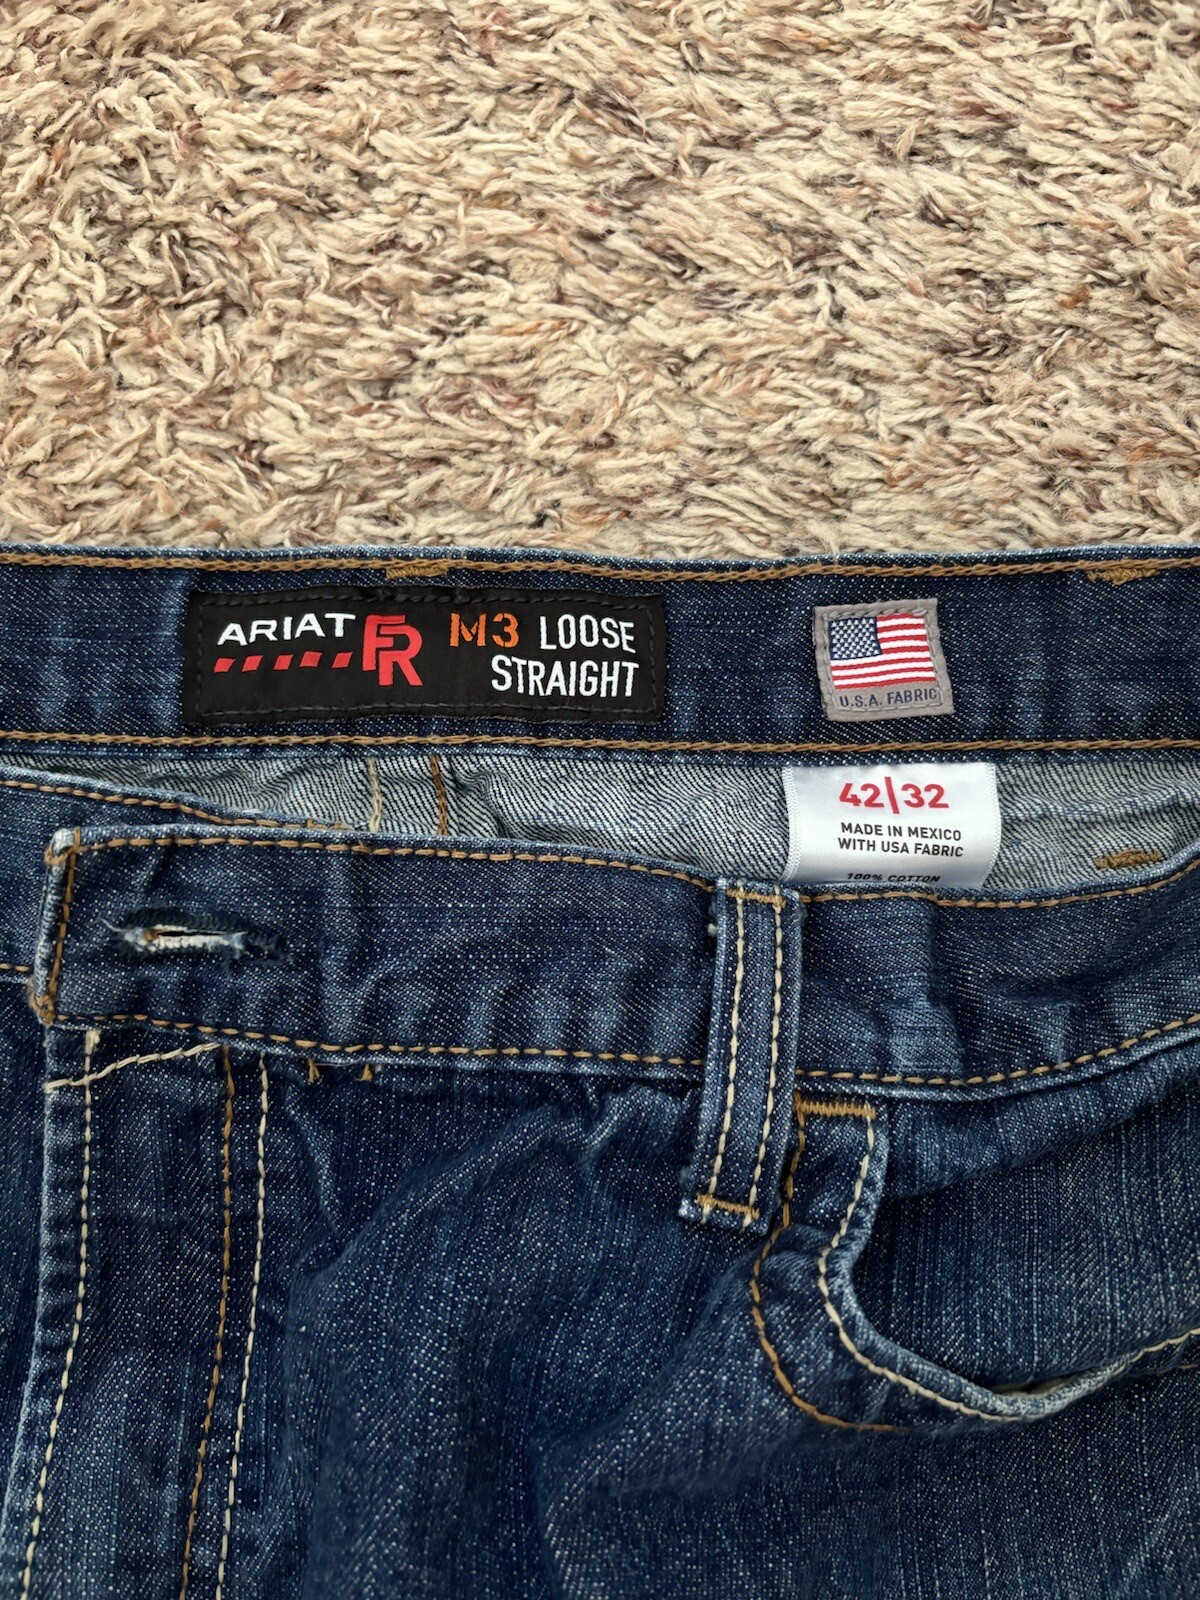 ARIAT FR M3 LOOSE
STRAIGHT
U.S.A. FABRIC
42|32
MADE IN MEXICO
WITH USA FABRIC
100% COTTON